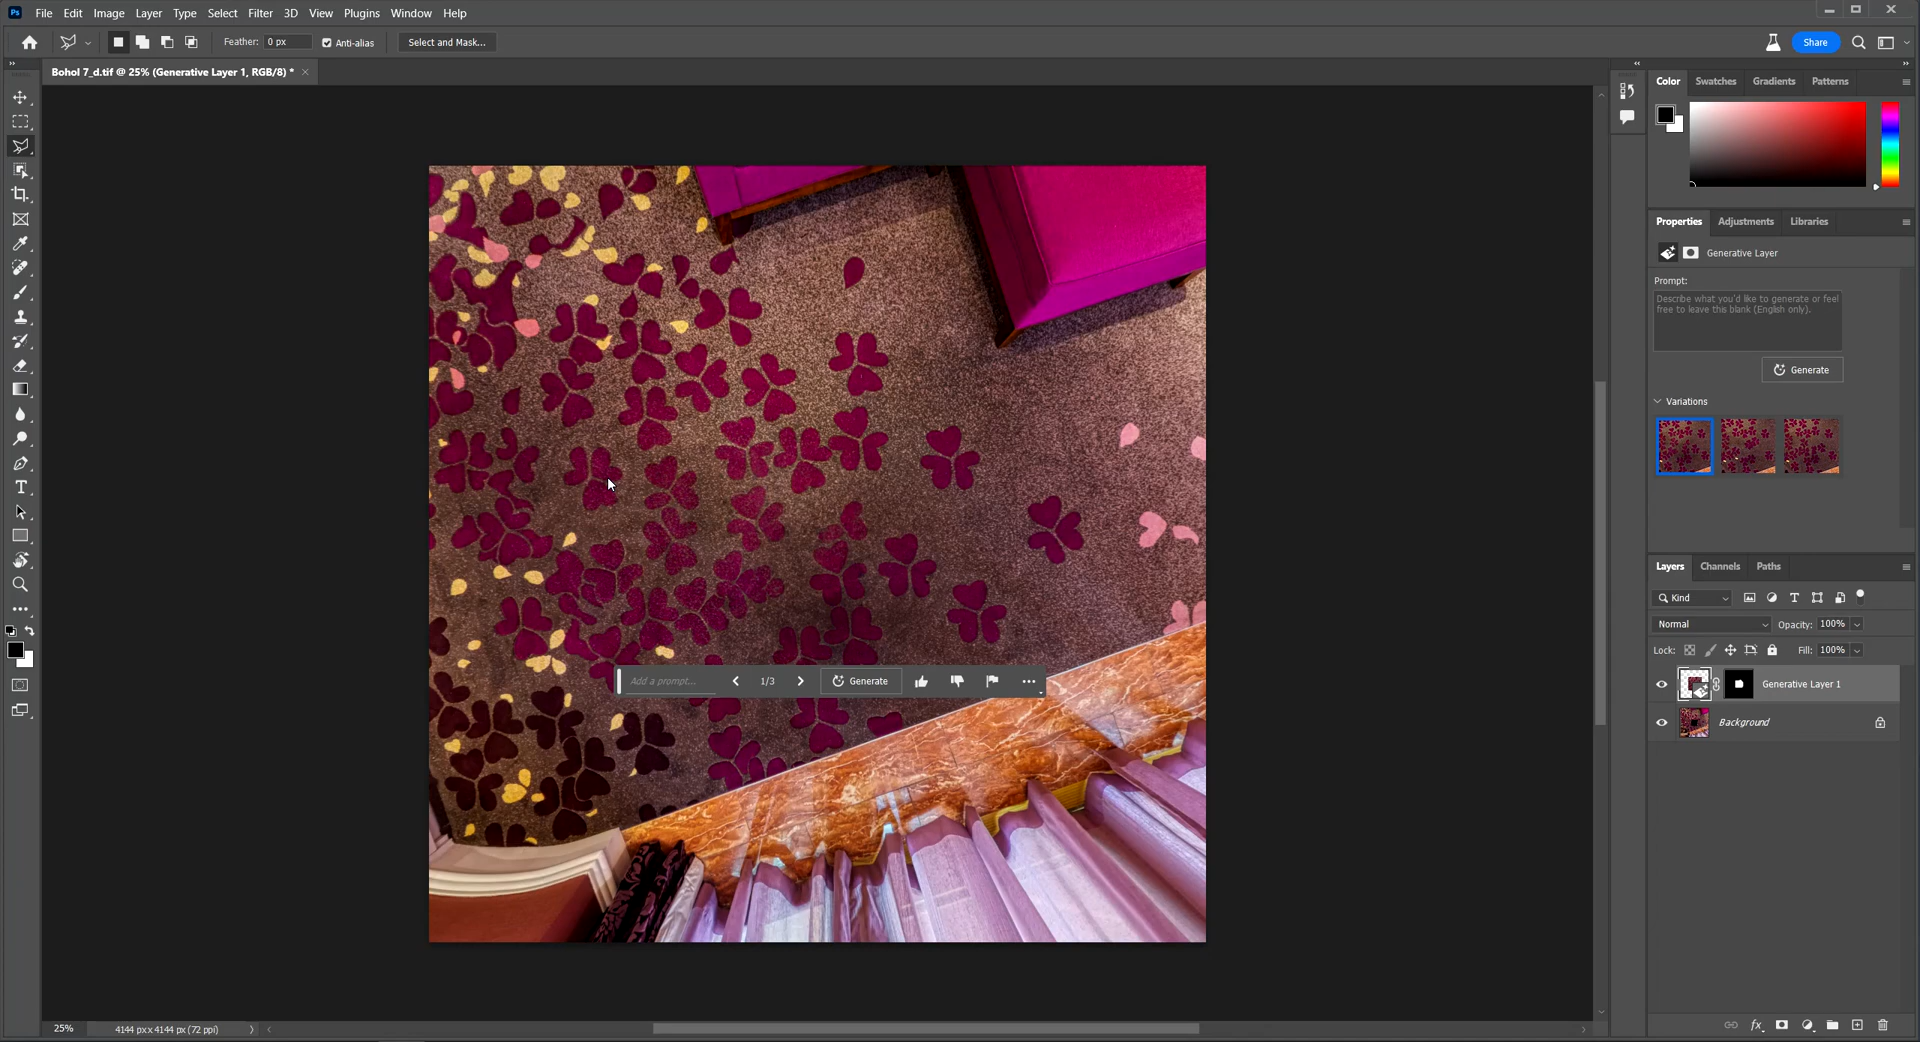 Ps File Edit Image Layer Type Select Filter 3D View Plugins Window Help
Feather: 0 px Anti-alias Select and Mask... Share
Bohol 7_d.tif @ 25% (Generative Layer 1, RGB/8) * ×
Color Swatches Gradients Patterns
Properties Adjustments Libraries
Generative Layer
Prompt:
Describe what you'd like to generate or feel
free to leave this blank (English only).
Generate
Variations
Layers Channels Paths
Kind
Normal Opacity: 100%
Lock: Fill: 100%
Generative Layer 1
Background
Add a prompt... 1/3 Generate
25% 4144 px x 4144 px (72 ppi)